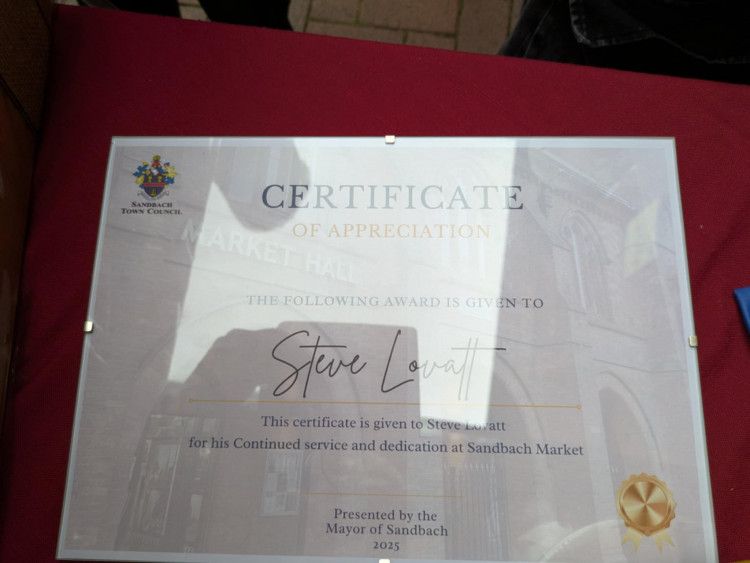 SANDBACH
TOWN COUNCIL
CERTIFICATE
OF APPRECIATION
MARKET HALL
THE FOLLOWING AWARD IS GIVEN TO
Steve Lovatt
This certificate is given to Steve Lovatt
for his Continued service and dedication at Sandbach Market
Presented by the
Mayor of Sandbach
2025